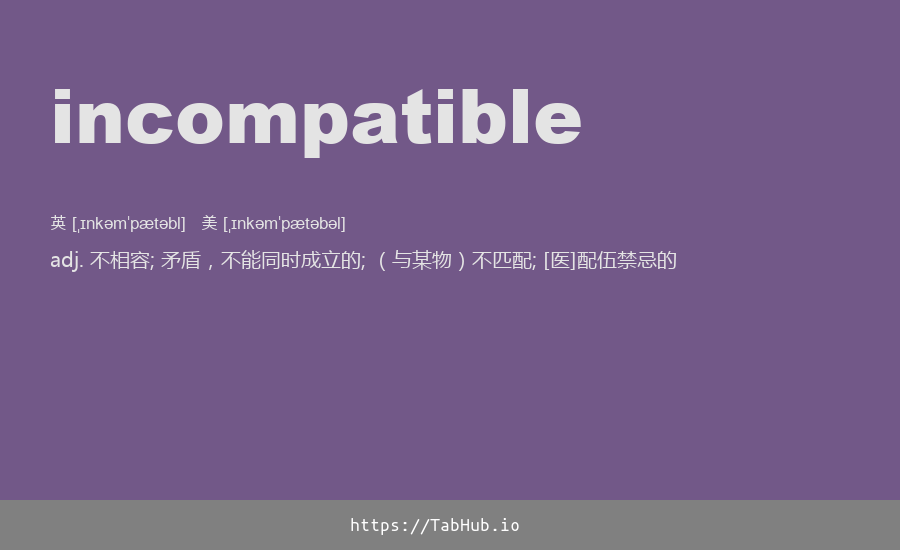 incompatible
英 [ˌɪnkəmˈpætəbl] 美 [ˌɪnkəmˈpætəbəl]
adj. 不相容; 矛盾，不能同时成立的; （与某物）不匹配; [医]配伍禁忌的
https://TabHub.io